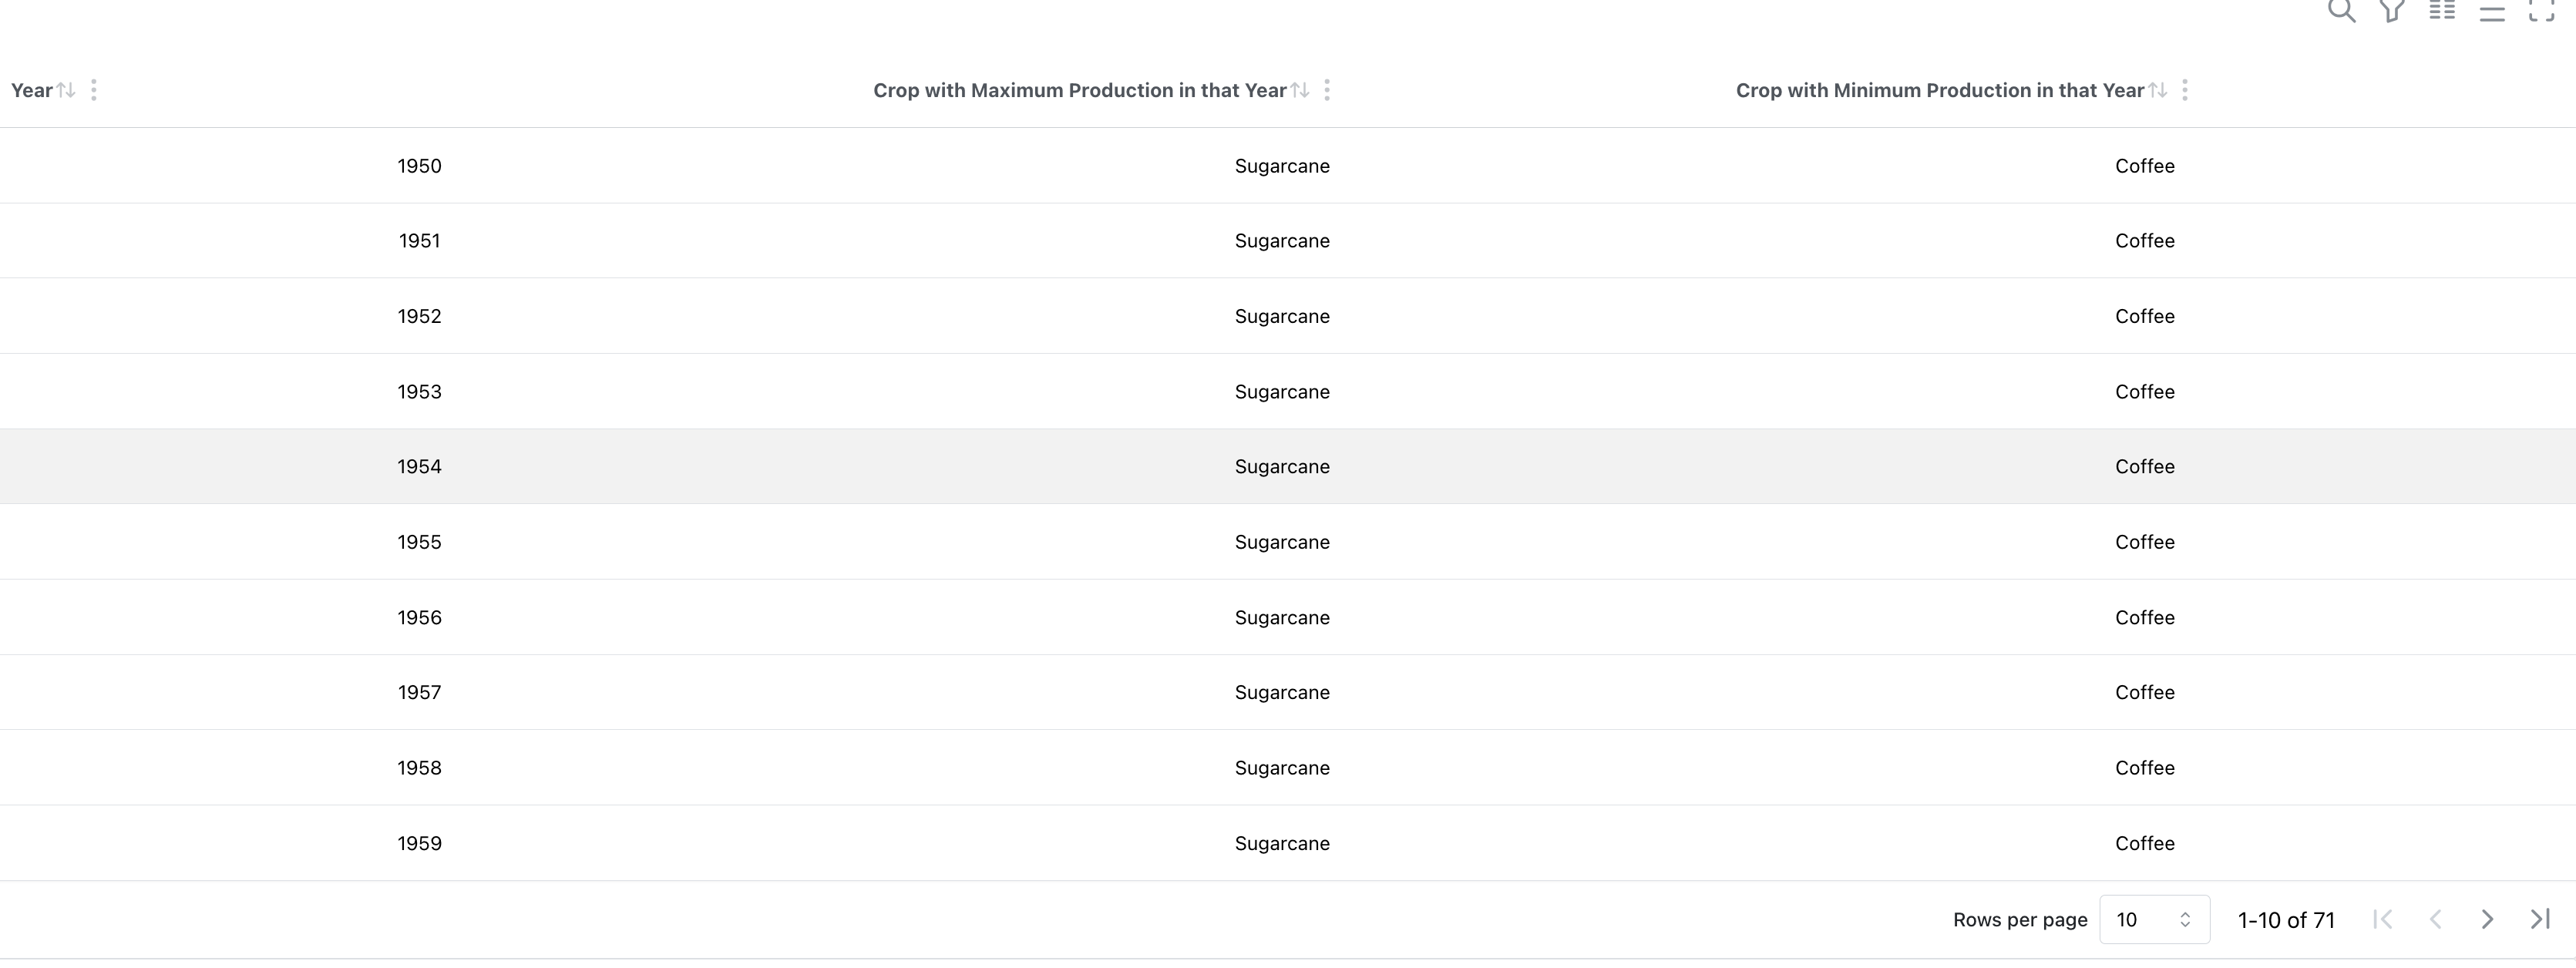 Year Crop with Maximum Production in that Year Crop with Minimum Production in that Year
1950 Sugarcane Coffee
1951 Sugarcane Coffee
1952 Sugarcane Coffee
1953 Sugarcane Coffee
1954 Sugarcane Coffee
1955 Sugarcane Coffee
1956 Sugarcane Coffee
1957 Sugarcane Coffee
1958 Sugarcane Coffee
1959 Sugarcane Coffee
Rows per page 10 1-10 of 71